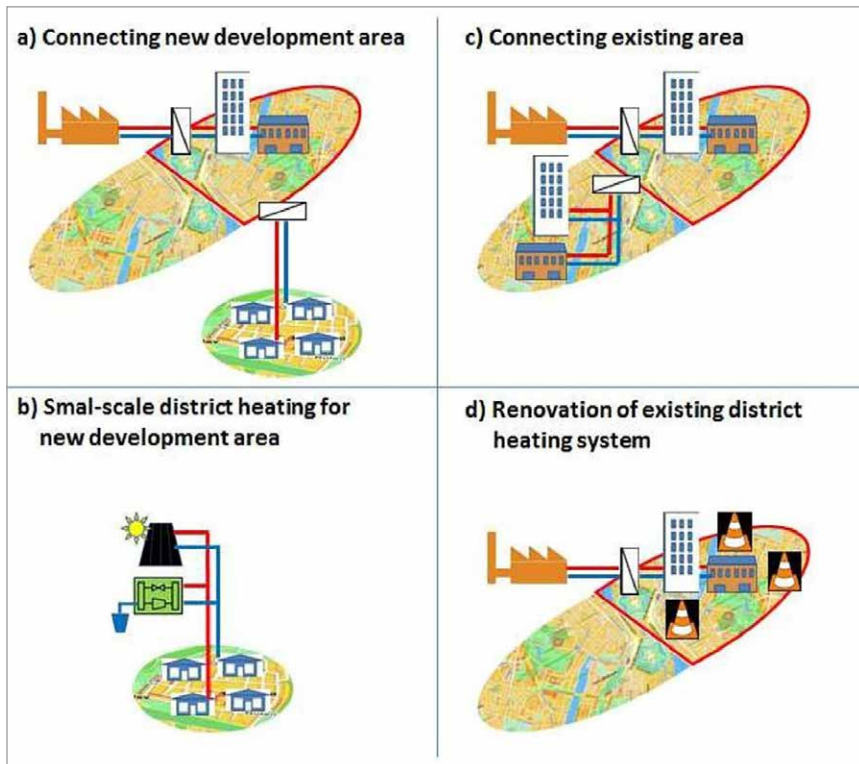 a) Connecting new development area
c) Connecting existing area
b) Smal-scale district heating for
new development area
d) Renovation of existing district
heating system